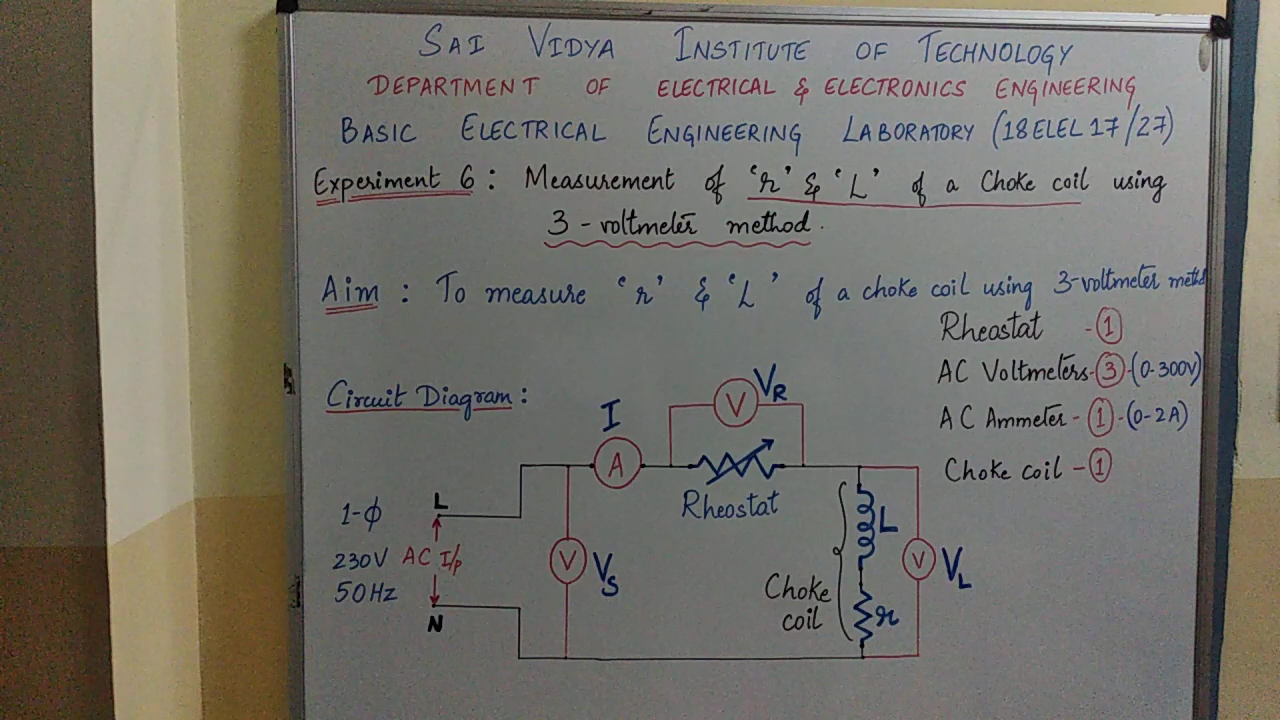 SAI VIDYA INSTITUTE OF TECHNOLOGY
DEPARTMENT OF ELECTRICAL & ELECTRONICS ENGINEERING
BASIC ELECTRICAL ENGINEERING LABORATORY (18ELEL17/27)
Experiment 6: Measurement of 'r' & 'L' of a Choke coil using
3-voltmeter method.
Aim: To measure 'r' & 'L' of a choke coil using 3-voltmeter method
Rheostat - 1
AC Voltmeters - 3 - (0-300V)
AC Ammeter - 1 - (0-2A)
Choke coil - 1
Circuit Diagram:
I
A
V
VR
Rheostat
1-ϕ
230V
50Hz
L
AC I/p
N
V
VS
Choke
coil
L
r
V
VL